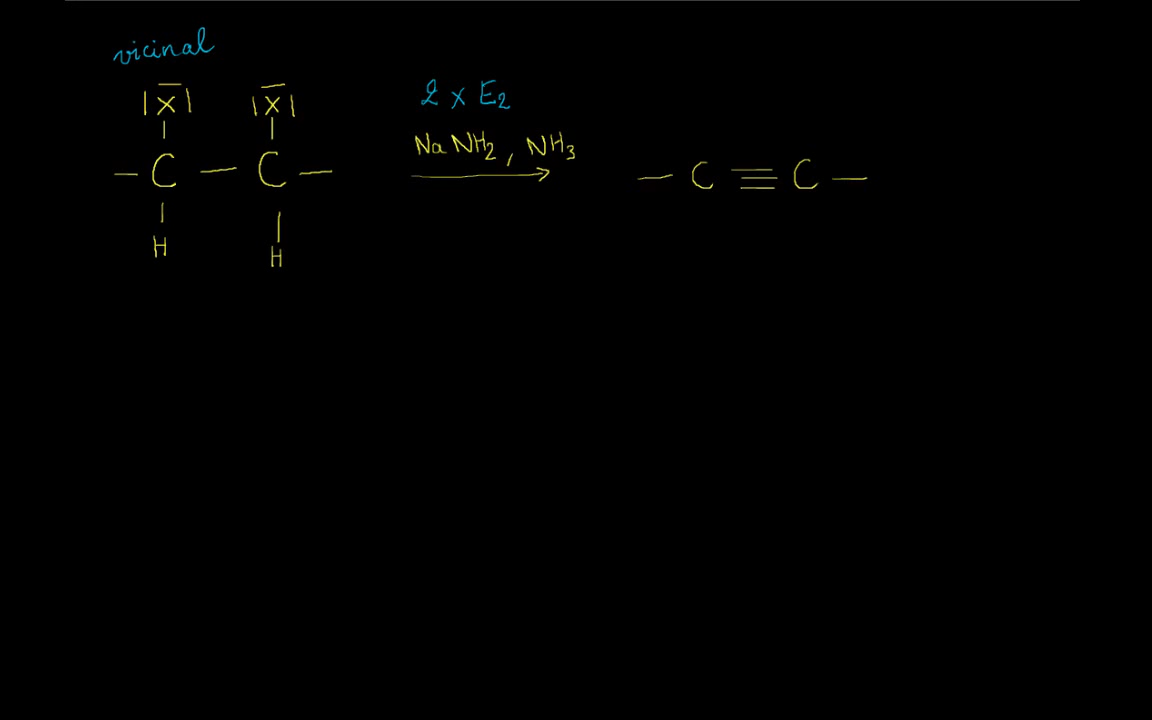 vicinal
|X̅| |X̅|
2 x E2
NaNH2, NH3
— C — C — — C ≡ C —
H H